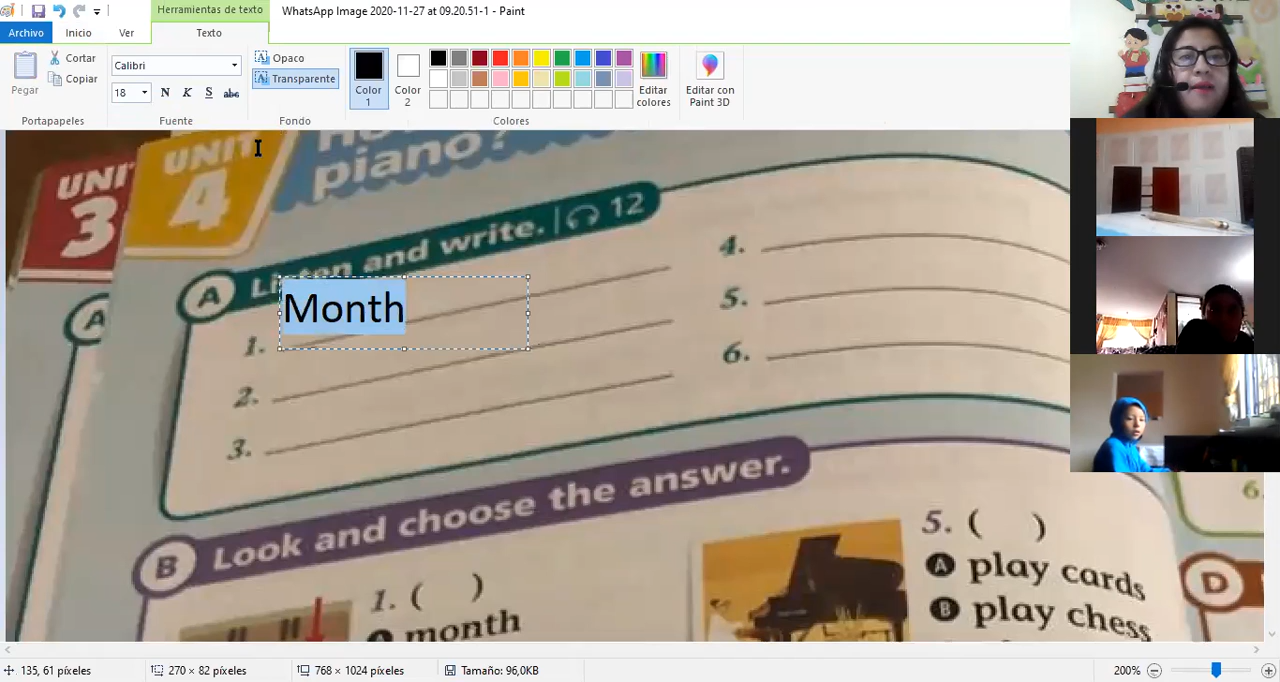 Herramientas de texto
WhatsApp Image 2020-11-27 at 09.20.51-1 - Paint
Archivo
Inicio
Ver
Texto
Pegar
Cortar
Copiar
Portapapeles
Calibri
18
N K S abc
Fuente
Opaco
Transparente
Fondo
Color 1
Color 2
Editar colores
Editar con Paint 3D
Colores
UNI
3
UNIT
4
piano?
A Listen and write. | 12
A
Month
1.
2.
3.
4.
5.
6.
B Look and choose the answer.
1. ( )
month
5. ( )
A play cards
B play chess
6.
D
135, 61 píxeles
270 × 82 píxeles
768 × 1024 píxeles
Tamaño: 96,0KB
200%